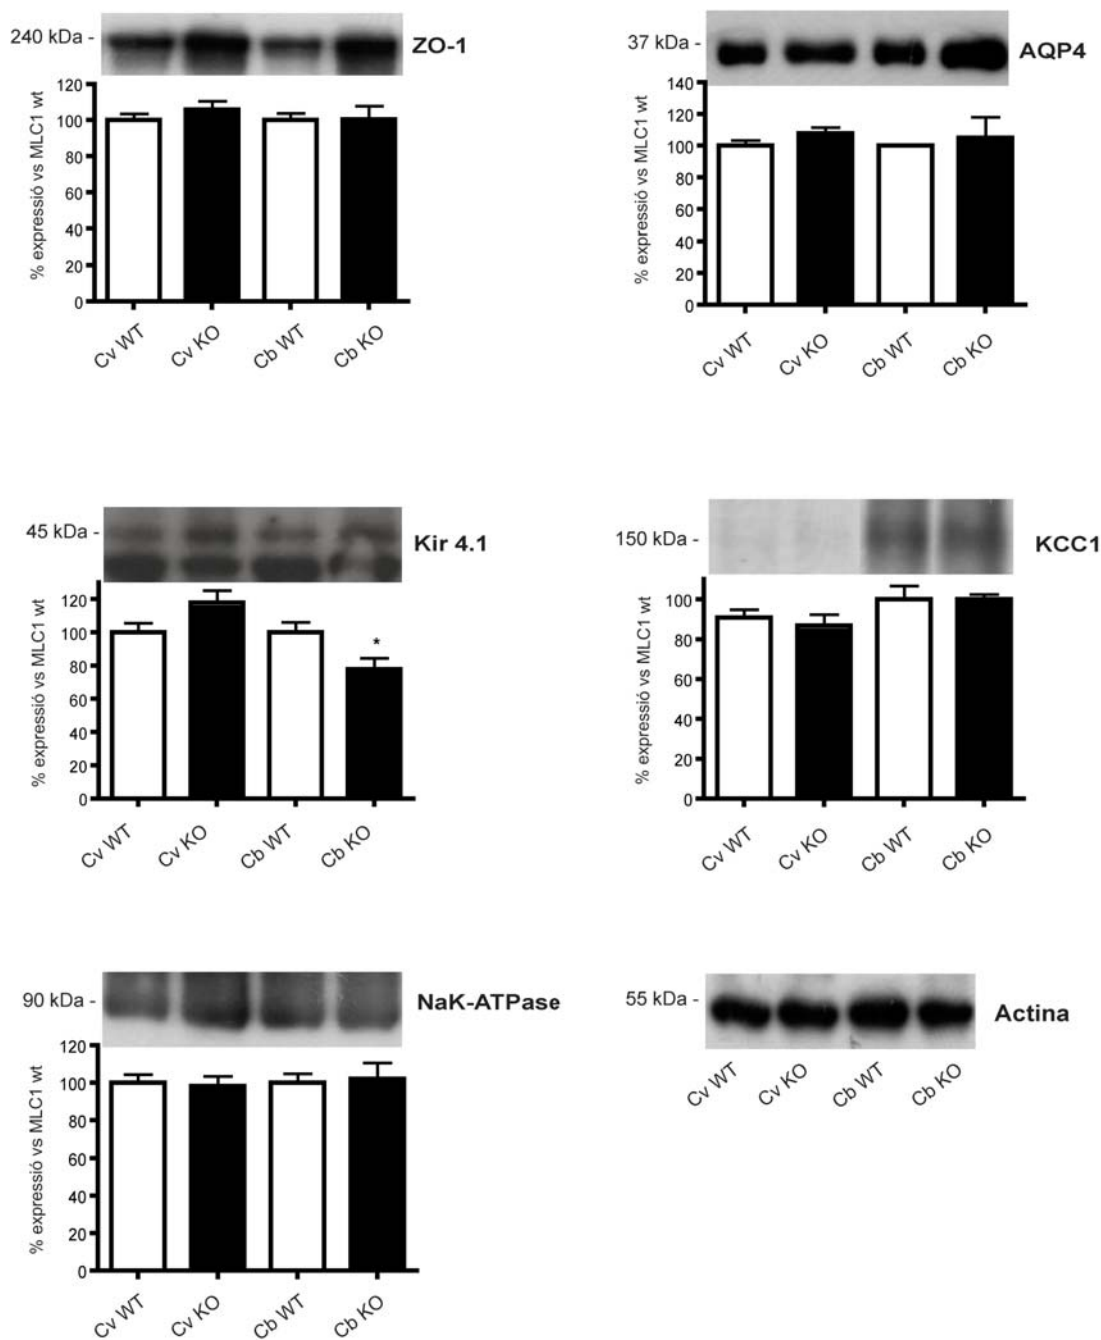 240 kDa -
ZO-1
% expressió vs MLC1 wt
120
100
80
60
40
20
0
Cv WT
Cv KO
Cb WT
Cb KO
37 kDa -
AQP4
% expressió vs MLC1 wt
140
120
100
80
60
40
20
0
Cv WT
Cv KO
Cb WT
Cb KO
45 kDa -
Kir 4.1
% expressió vs MLC1 wt
120
100
80
60
40
20
0
*
Cv WT
Cv KO
Cb WT
Cb KO
150 kDa -
KCC1
% expressió vs MLC1 wt
100
80
60
40
20
0
Cv WT
Cv KO
Cb WT
Cb KO
90 kDa -
NaK-ATPase
% expressió vs MLC1 wt
120
100
80
60
40
20
0
Cv WT
Cv KO
Cb WT
Cb KO
55 kDa -
Actina
Cv WT
Cv KO
Cb WT
Cb KO